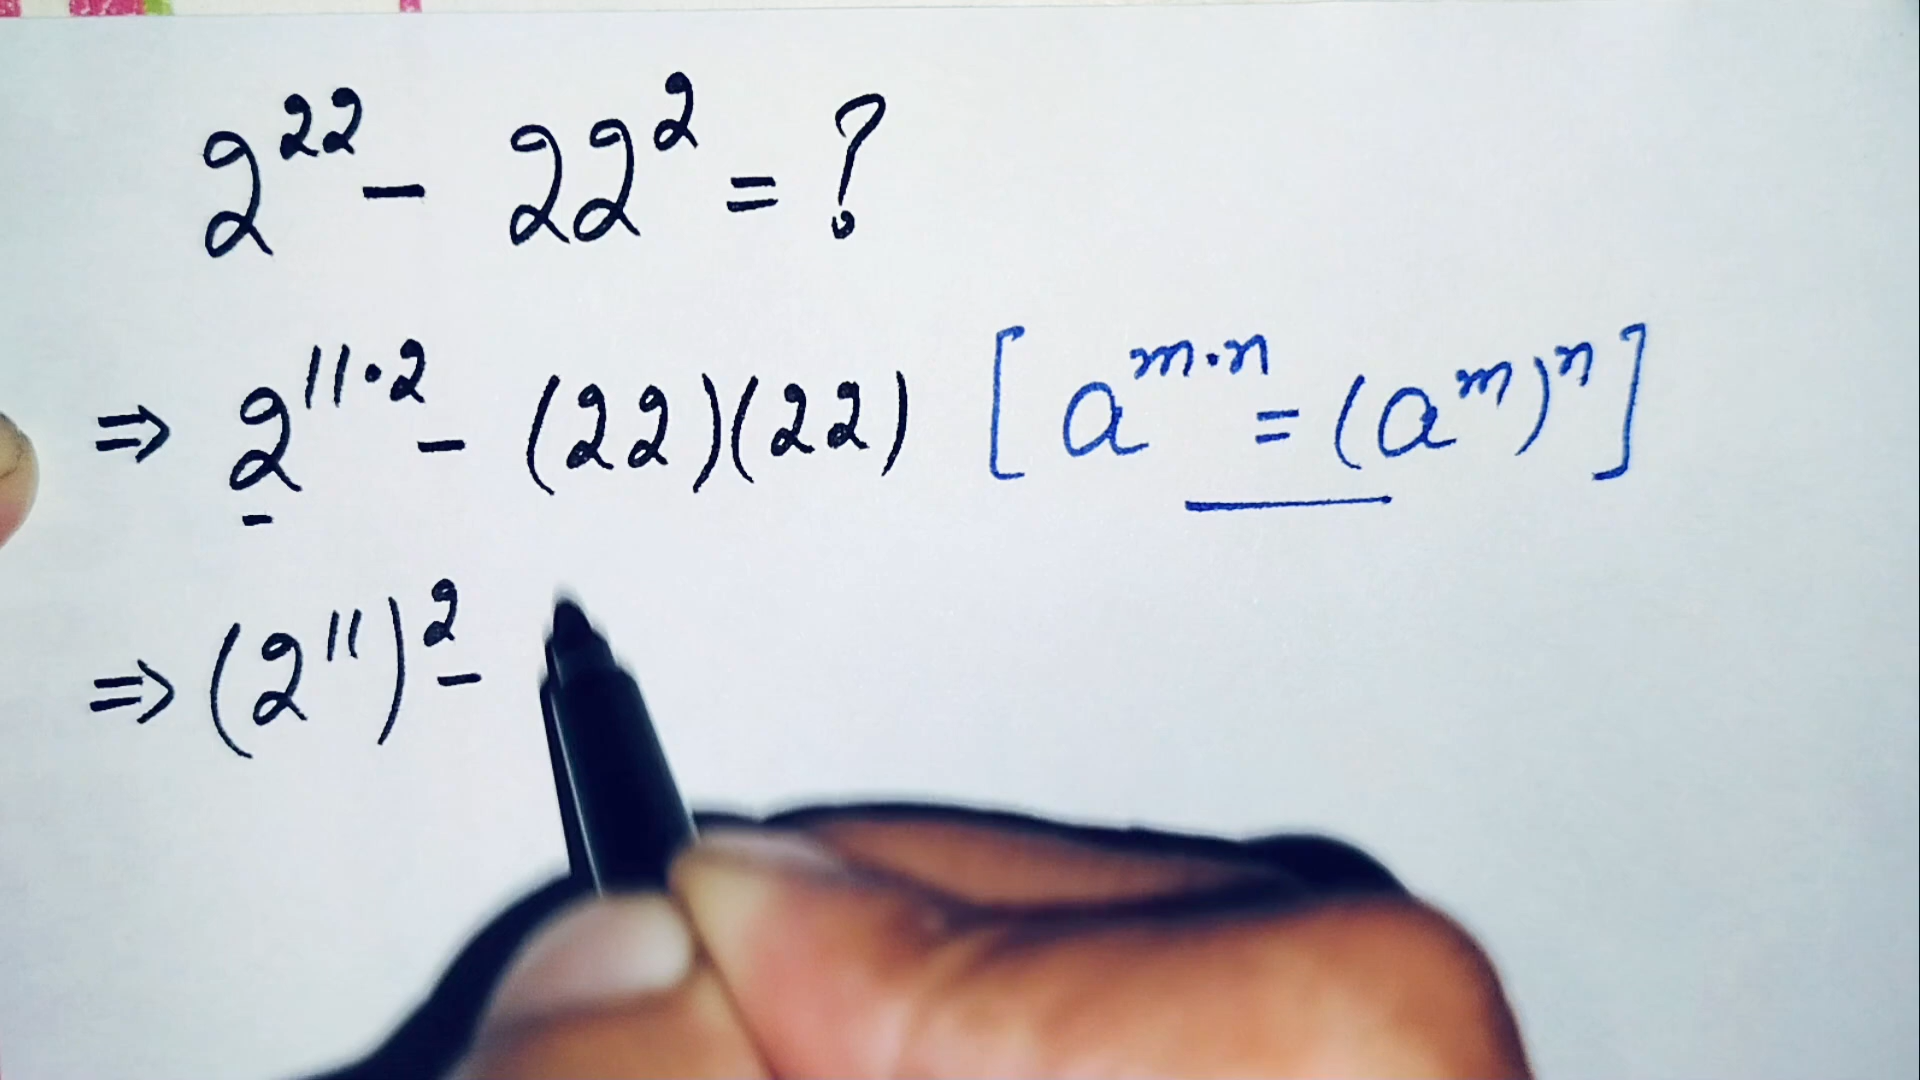 2²² - 22² = ?
⇒ 2¹¹·² - (22)(22) [aᵐ·ⁿ = (aᵐ)ⁿ]
⇒ (2¹¹)² -